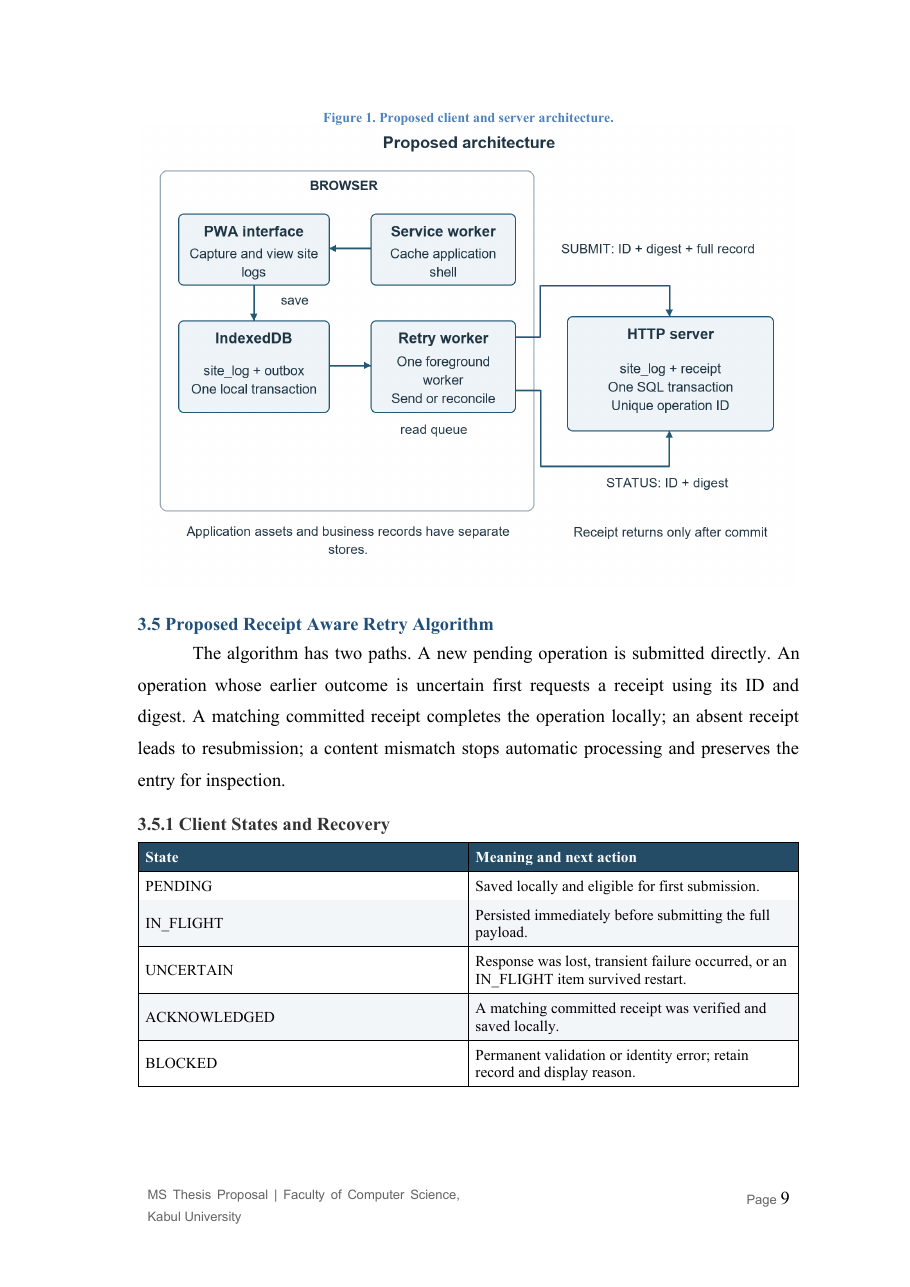 Figure 1. Proposed client and server architecture.
Proposed architecture
BROWSER
PWA interface
Capture and view site
logs
Service worker
Cache application
shell
SUBMIT: ID + digest + full record
save
IndexedDB
site_log + outbox
One local transaction
Retry worker
One foreground
worker
Send or reconcile
read queue
HTTP server
site_log + receipt
One SQL transaction
Unique operation ID
STATUS: ID + digest
Application assets and business records have separate
stores.
Receipt returns only after commit
3.5 Proposed Receipt Aware Retry Algorithm
The algorithm has two paths. A new pending operation is submitted directly. An
operation whose earlier outcome is uncertain first requests a receipt using its ID and
digest. A matching committed receipt completes the operation locally; an absent receipt
leads to resubmission; a content mismatch stops automatic processing and preserves the
entry for inspection.
3.5.1 Client States and Recovery
State
Meaning and next action
PENDING
Saved locally and eligible for first submission.
IN_FLIGHT
Persisted immediately before submitting the full
payload.
UNCERTAIN
Response was lost, transient failure occurred, or an
IN_FLIGHT item survived restart.
ACKNOWLEDGED
A matching committed receipt was verified and
saved locally.
BLOCKED
Permanent validation or identity error; retain
record and display reason.
MS Thesis Proposal | Faculty of Computer Science,
Kabul University
Page 9